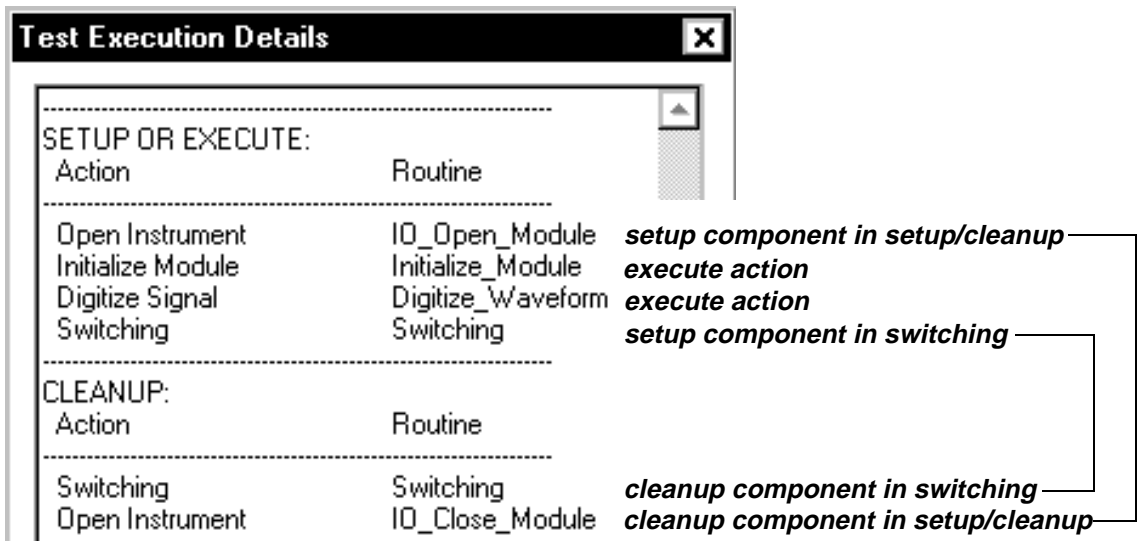 Test Execution Details
SETUP OR EXECUTE:
Action Routine
Open Instrument IO_Open_Module setup component in setup/cleanup
Initialize Module Initialize_Module execute action
Digitize Signal Digitize_Waveform execute action
Switching Switching setup component in switching
CLEANUP:
Action Routine
Switching Switching cleanup component in switching
Open Instrument IO_Close_Module cleanup component in setup/cleanup